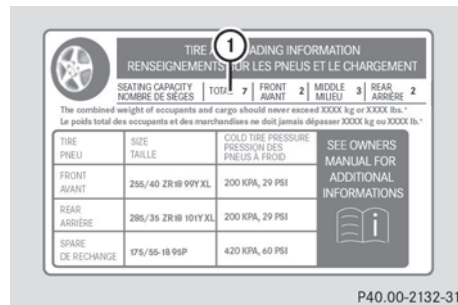 1
TIRE AND LOADING INFORMATION
RENSEIGNEMENTS SUR LES PNEUS ET LE CHARGEMENT
SEATING CAPACITY
NOMBRE DE SIÈGES
TOTAL 7
FRONT
AVANT 2
MIDDLE
MILIEU 3
REAR
ARRIÈRE 2
The combined weight of occupants and cargo should never exceed XXXX kg or XXXX lbs.*
Le poids total des occupants et des marchandises ne doit jamais dépasser XXXX kg ou XXXX lb.*
TIRE
PNEU
SIZE
TAILLE
COLD TIRE PRESSURE
PRESSION DES
PNEUS À FROID
SEE OWNERS
MANUAL FOR
ADDITIONAL
INFORMATIONS
i
FRONT
AVANT
255/40 ZR18 99Y XL
200 KPA, 29 PSI
REAR
ARRIÈRE
285/35 ZR18 101Y XL
200 KPA, 29 PSI
SPARE
DE RECHANGE
175/55-18 95P
420 KPA, 60 PSI
P40.00-2132-31